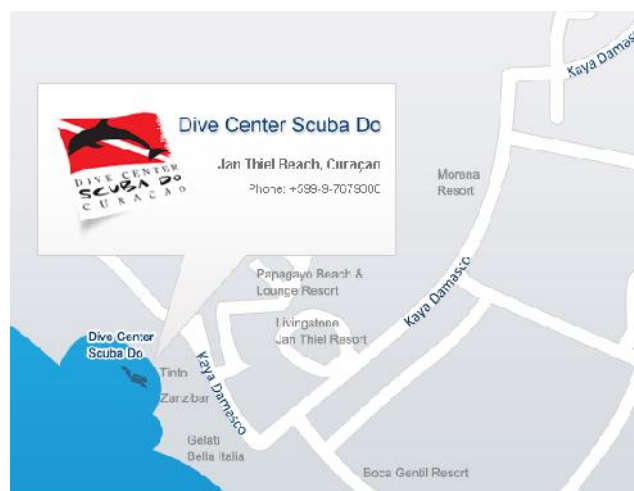 Kaya Damasco
Dive Center Scuba Do
Jan Thiel Beach, Curaçao
Phone: +599-9-7679300
DIVE CENTER
SCUBA DO
CURACAO
Morena
Resort
Papagayo Beach &
Lounge Resort
Kaya Damasco
Livingstone
Jan Thiel Resort
Dive Center
Scuba Do
Tinto
Zanzibar
Kaya Damasco
Gelati
Bella Italia
Boca Gentil Resort